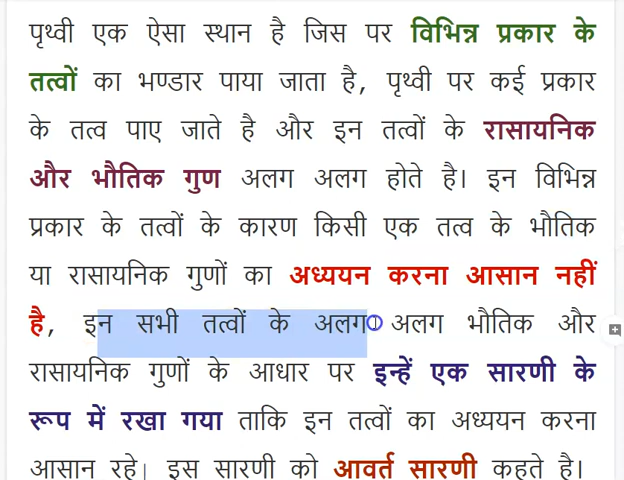 पृथ्वी एक ऐसा स्थान है जिस पर विभिन्न प्रकार के
तत्वों का भण्डार पाया जाता है, पृथ्वी पर कई प्रकार
के तत्व पाए जाते है और इन तत्वों के रासायनिक
और भौतिक गुण अलग अलग होते है। इन विभिन्न
प्रकार के तत्वों के कारण किसी एक तत्व के भौतिक
या रासायनिक गुणों का अध्ययन करना आसान नहीं
है, इन सभी तत्वों के अलग अलग भौतिक और
रासायनिक गुणों के आधार पर इन्हें एक सारणी के
रूप में रखा गया ताकि इन तत्वों का अध्ययन करना
आसान रहे। इस सारणी को आवर्त सारणी कहते है।